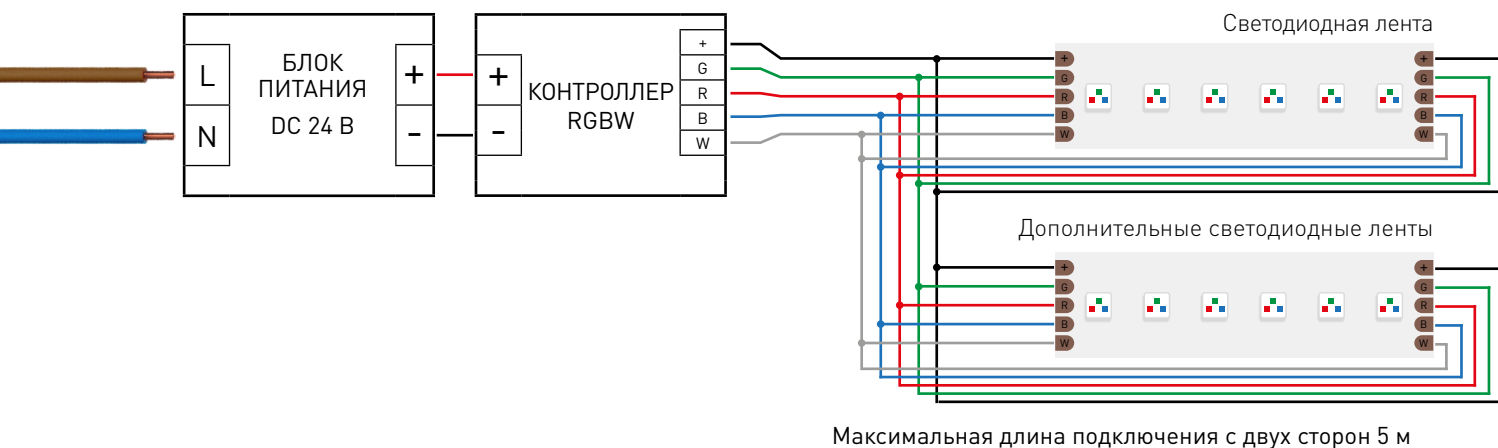 L
N
БЛОК
ПИТАНИЯ
DC 24 В
+
-
+
-
КОНТРОЛЛЕР
RGBW
+
G
R
B
W
Светодиодная лента
+
G
R
B
W
+
G
R
B
W
Дополнительные светодиодные ленты
+
G
R
B
W
+
G
R
B
W
Максимальная длина подключения с двух сторон 5 м